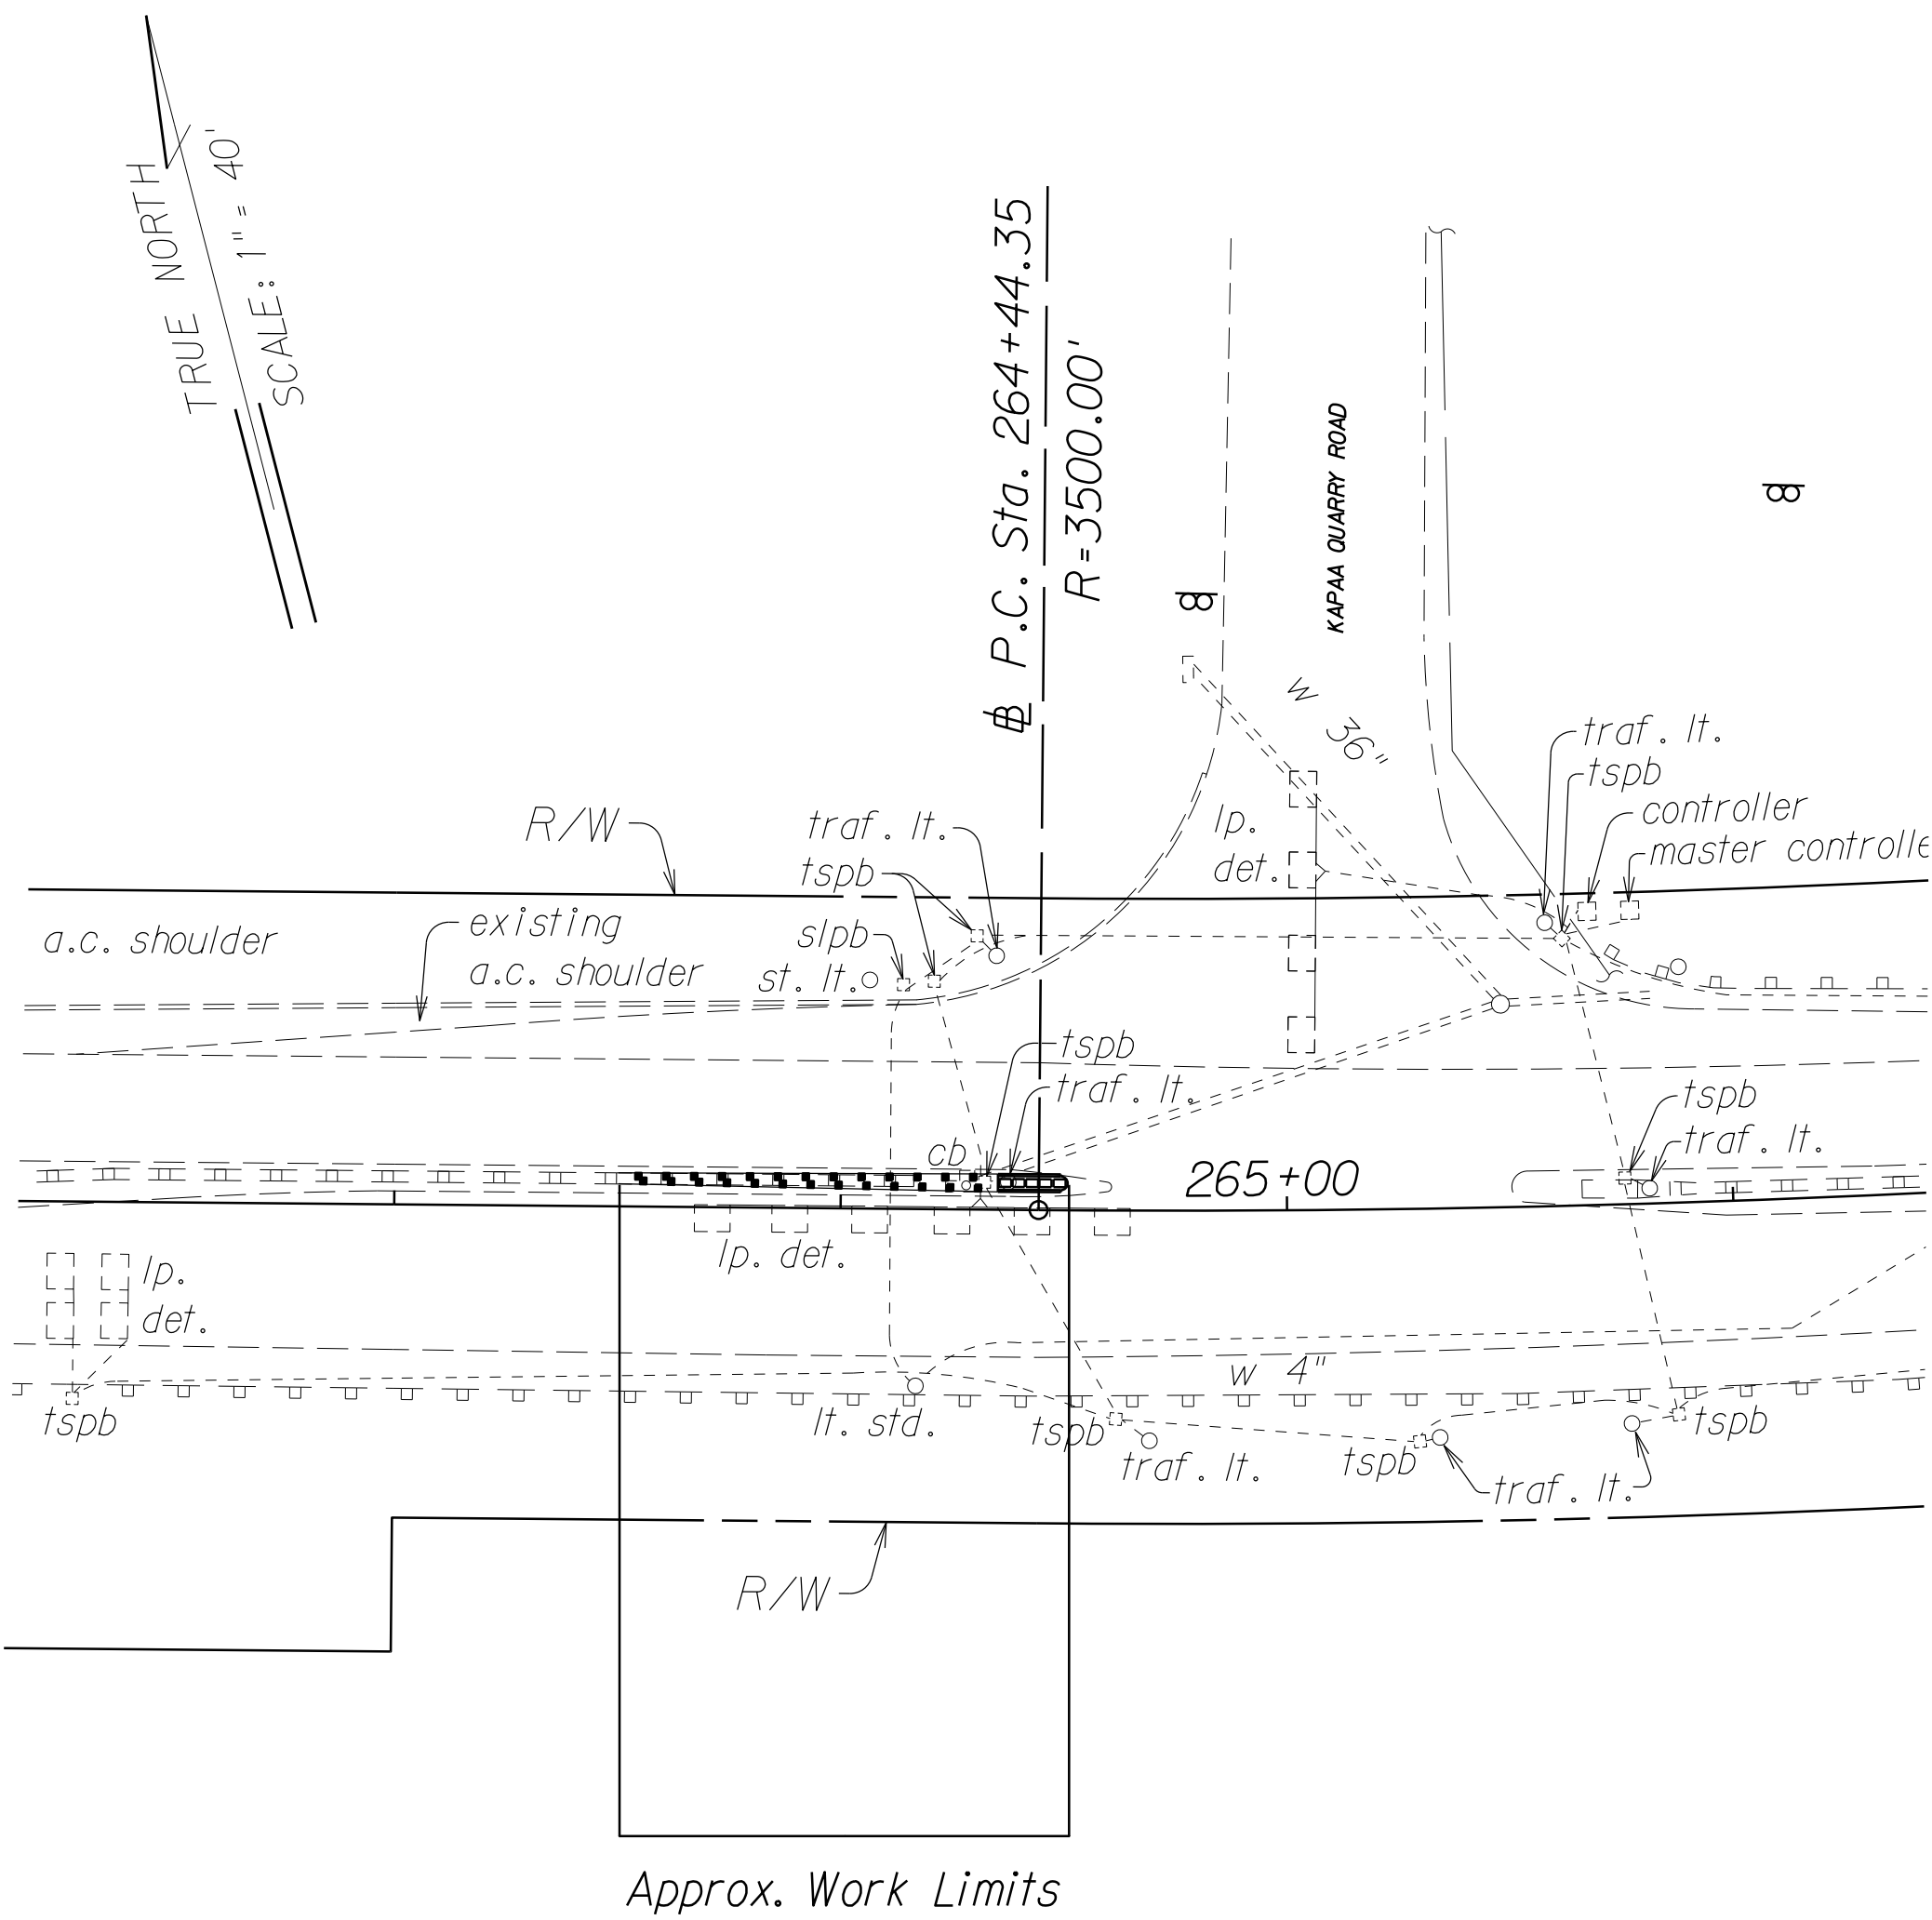 TRUE NORTH
SCALE: 1" = 40'
B P.C. Sta. 264+44.35
R=3500.00'
KAPAA QUARRY ROAD
W 36"
traf. lt.
tspb
controller
master controlle
R/W
traf. lt.
tspb
lp.
det.
a.c. shoulder
existing
a.c. shoulder
slpb
st. lt.
tspb
traf. lt.
cb
265+00
tspb
traf. lt.
lp. det.
lp.
det.
W 4"
tspb
lt. std.
tspb
traf. lt.
tspb
traf. lt.
tspb
R/W
Approx. Work Limits